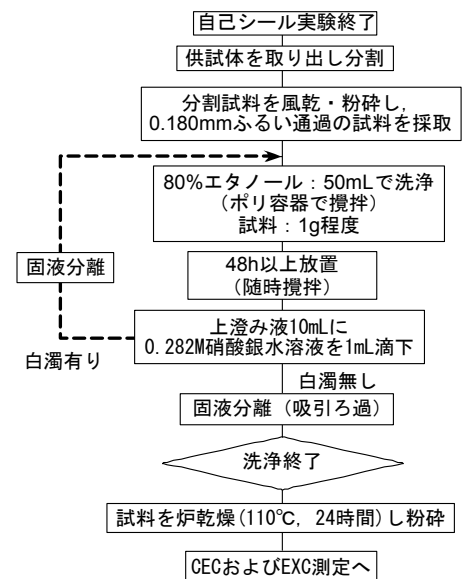 自己シール実験終了
供試体を取り出し分割
分割試料を風乾・粉砕し，
0.180mmふるい通過の試料を採取
80%エタノール：50mLで洗浄
（ポリ容器で攪拌）
試料：1g程度
固液分離
48h以上放置
（随時攪拌）
上澄み液10mLに
0.282M硝酸銀水溶液を1mL滴下
白濁有り
白濁無し
固液分離（吸引ろ過）
洗浄終了
試料を炉乾燥(110℃，24時間)し粉砕
CECおよびEXC測定へ